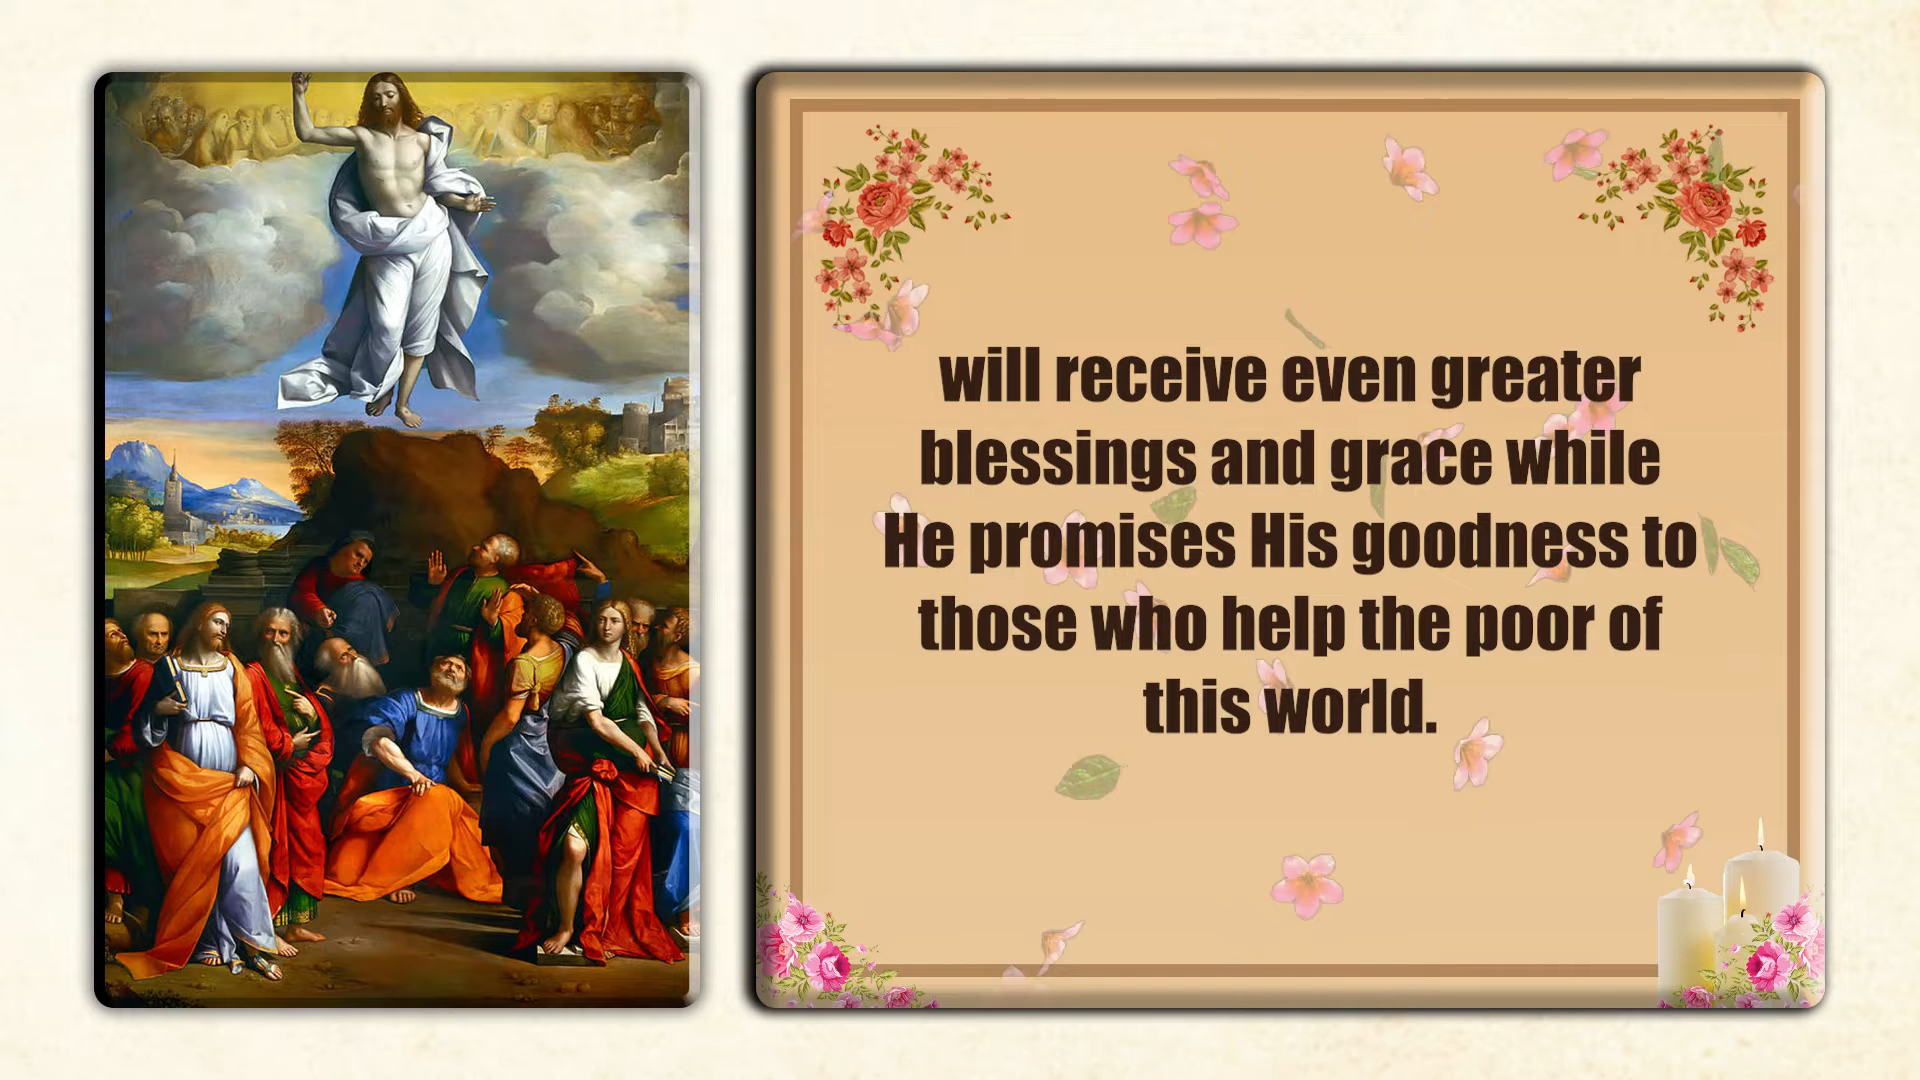 will receive even greater
blessings and grace while
He promises His goodness to
those who help the poor of
this world.